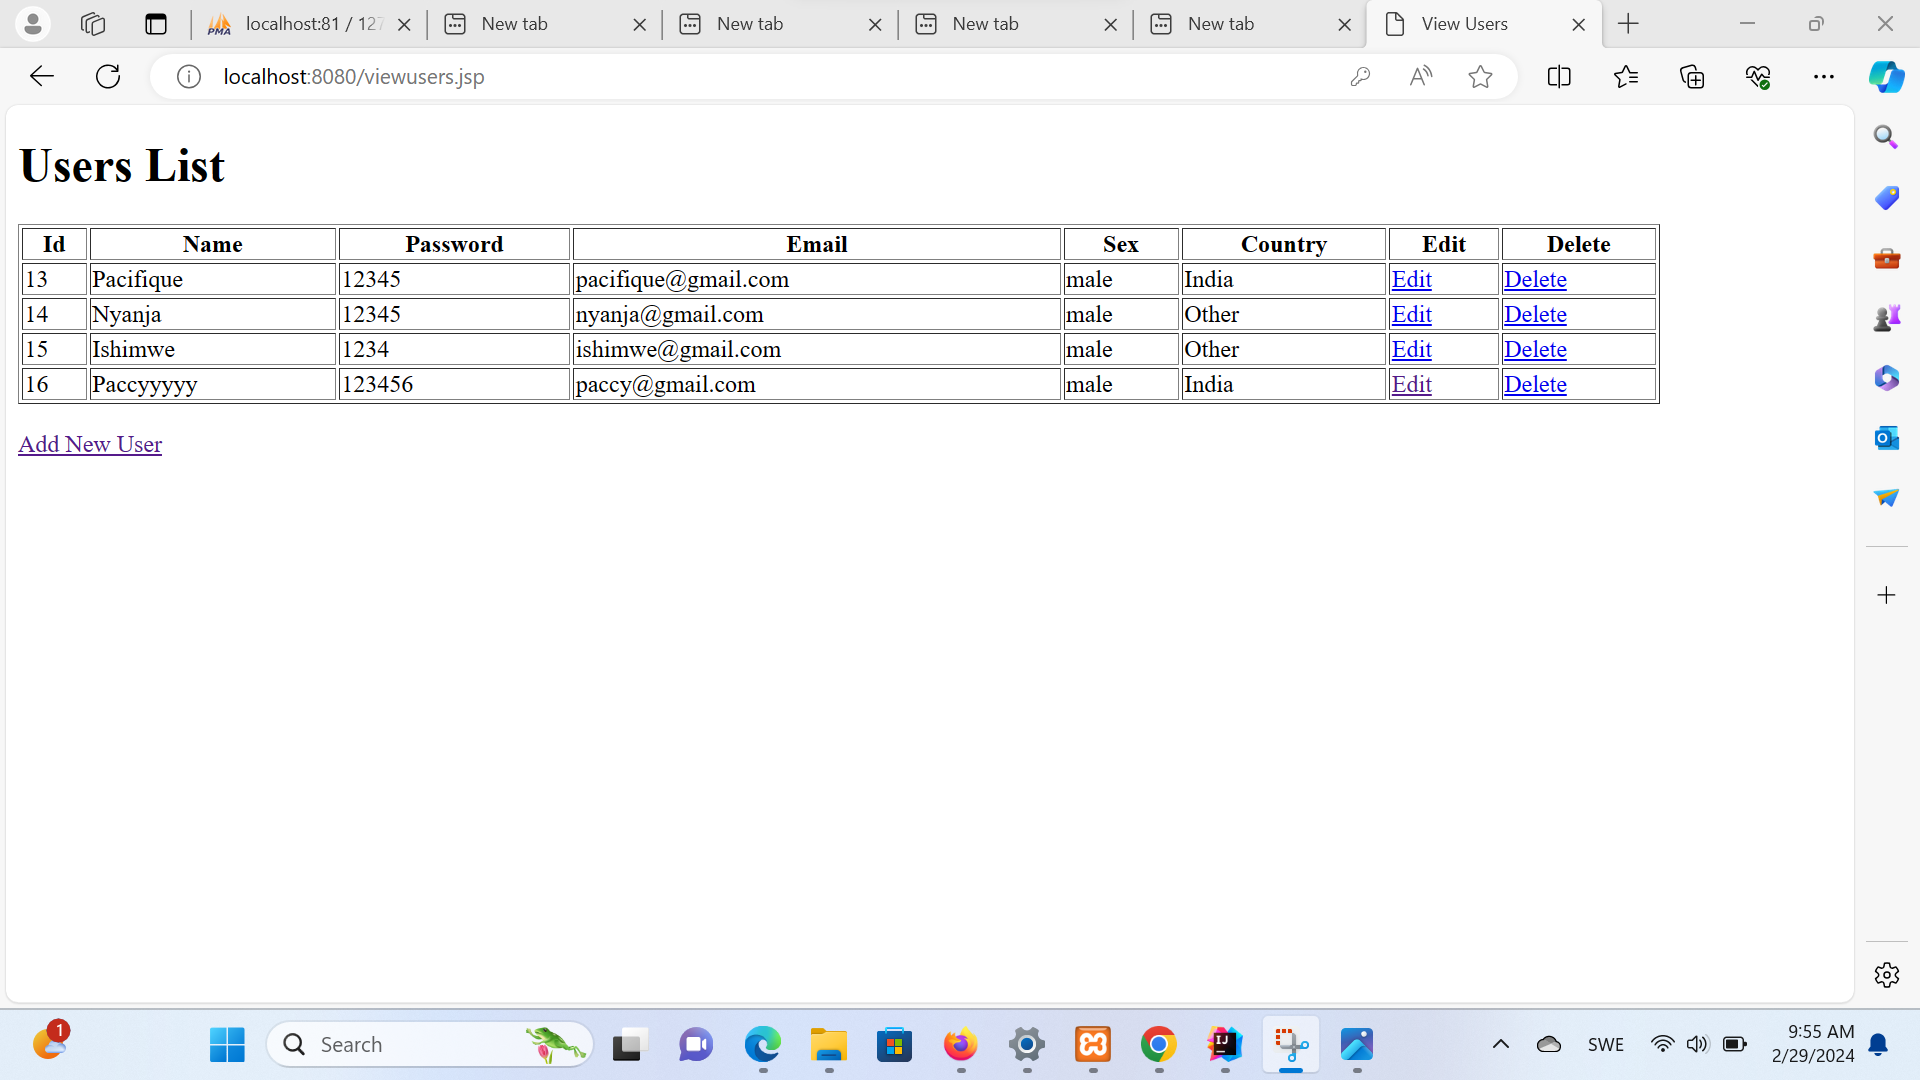 PMA localhost:81 / 127 New tab New tab New tab New tab View Users
localhost:8080/viewusers.jsp
Users List
Id Name Password Email Sex Country Edit Delete
13 Pacifique 12345 pacifique@gmail.com male India Edit Delete
14 Nyanja 12345 nyanja@gmail.com male Other Edit Delete
15 Ishimwe 1234 ishimwe@gmail.com male Other Edit Delete
16 Paccyyyyy 123456 paccy@gmail.com male India Edit Delete
Add New User
1 Search IJ SWE 9:55 AM
2/29/2024